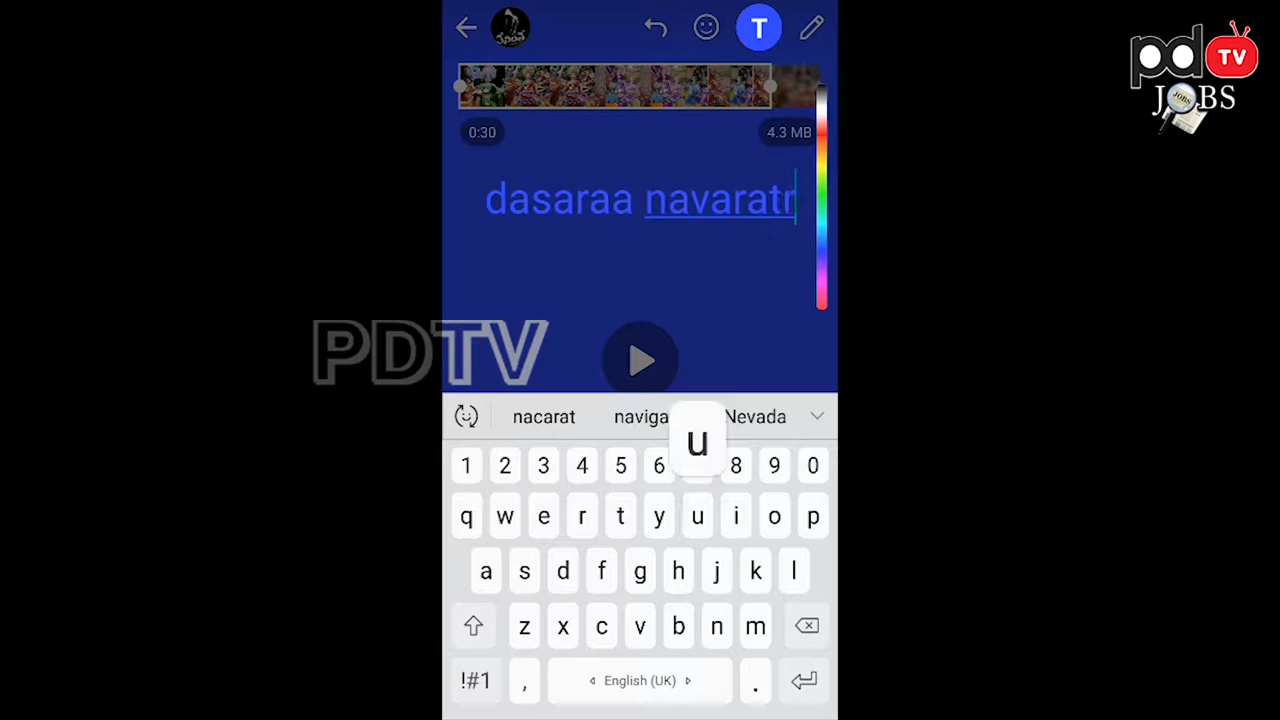 pd TV
JOBS
JOBS
T
0:30
4.3 MB
dasaraa navaratr
PDTV
nacarat naviga Nevada
u
1 2 3 4 5 6 8 9 0
q w e r t y u i o p
a s d f g h j k l
z x c v b n m
!#1 , English (UK) .